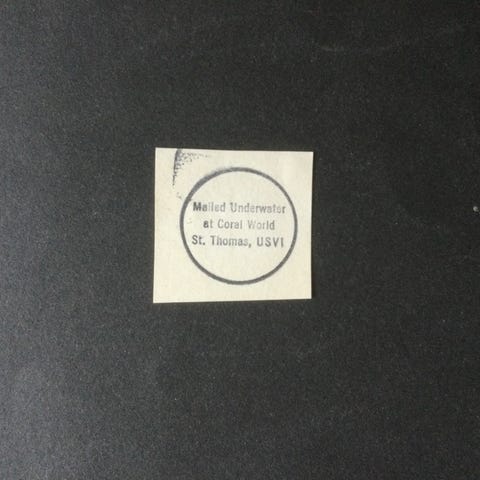 Mailed Underwater
at Coral World
St. Thomas, USVI